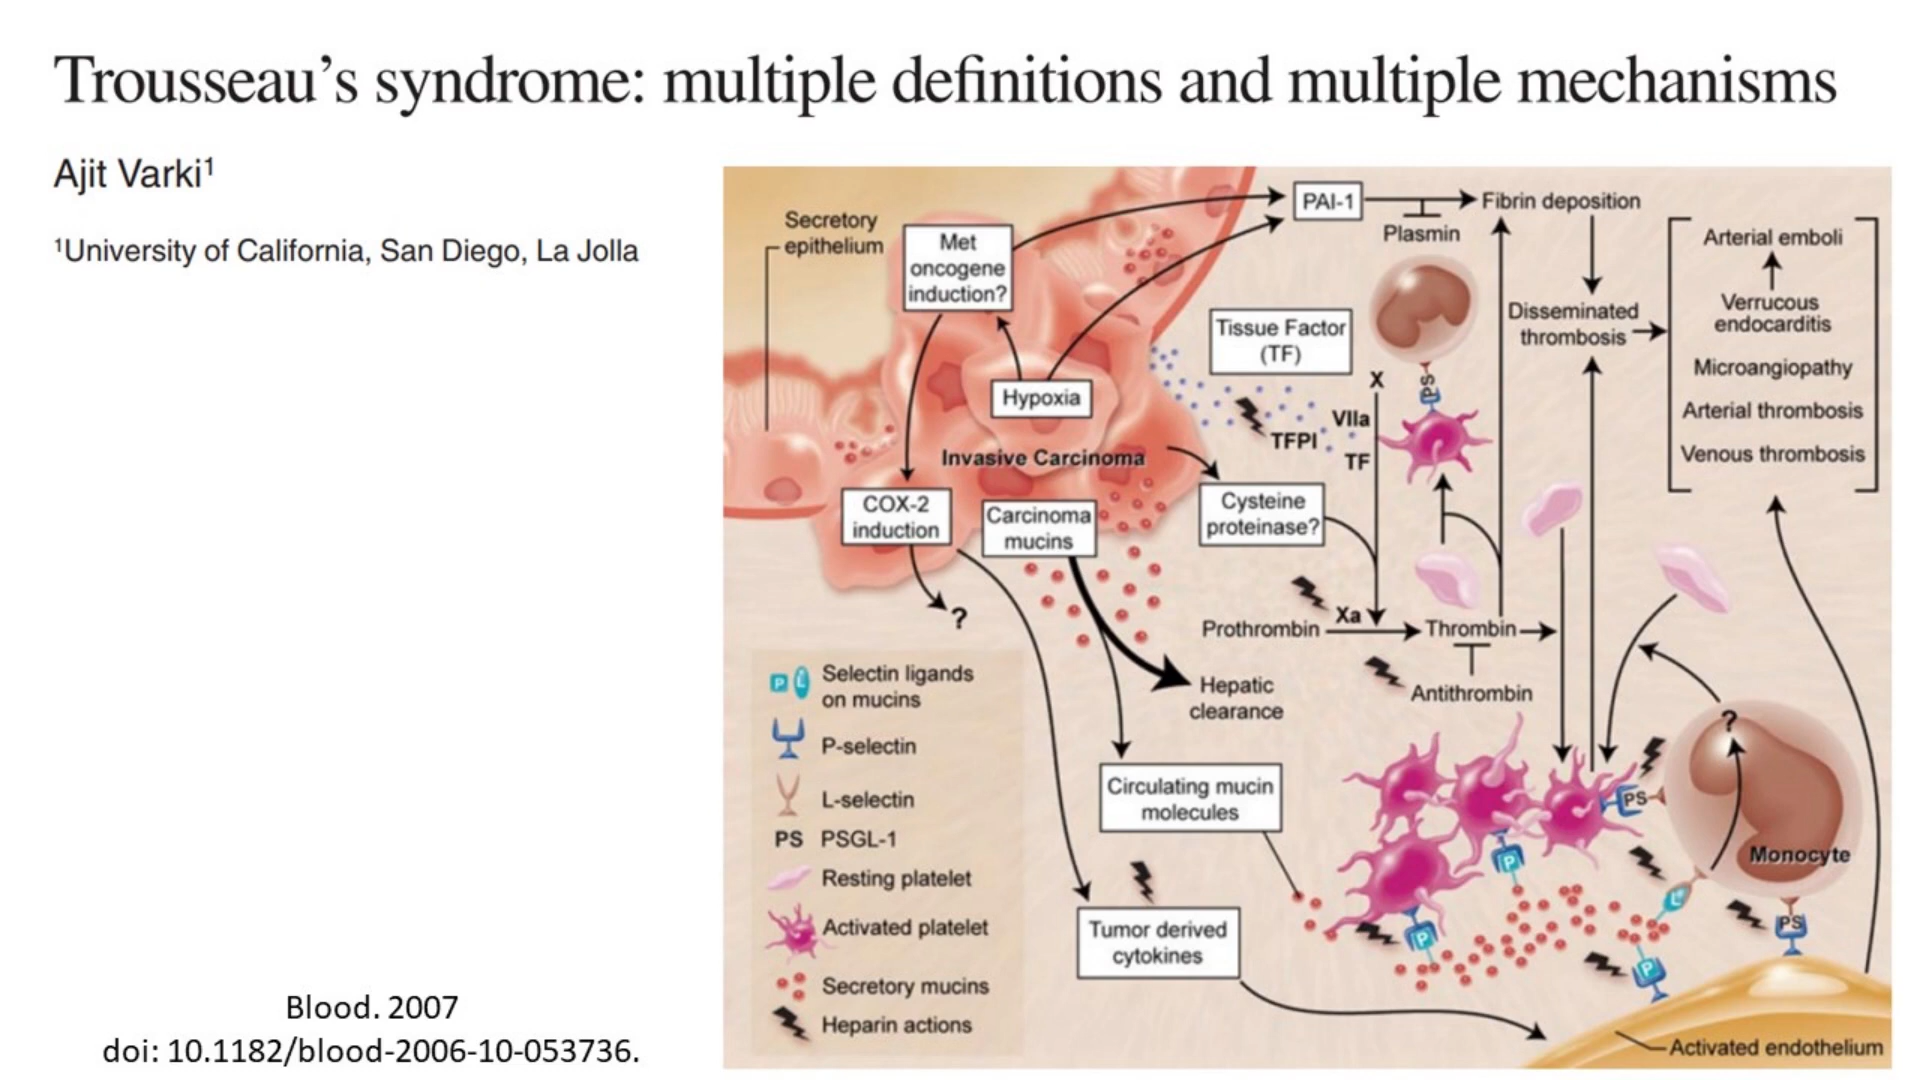 Trousseau's syndrome: multiple definitions and multiple mechanisms
Ajit Varki¹
¹University of California, San Diego, La Jolla
Blood. 2007
doi: 10.1182/blood-2006-10-053736.
Secretory
epithelium
Met
oncogene
induction?
PAI-1
Plasmin
Fibrin deposition
Arterial emboli
Verrucous
endocarditis
Microangiopathy
Arterial thrombosis
Venous thrombosis
Disseminated
thrombosis
Tissue Factor
(TF)
X
PS
VIIa
TFPI
TF
Hypoxia
Invasive Carcinoma
COX-2
induction
Carcinoma
mucins
Cysteine
proteinase?
?
Xa
Prothrombin
Thrombin
Antithrombin
Hepatic
clearance
Circulating mucin
molecules
Tumor derived
cytokines
?
PS
Monocyte
P
L
PS
P
P
Activated endothelium
P L
Selectin ligands
on mucins
P-selectin
L-selectin
PS PSGL-1
Resting platelet
Activated platelet
Secretory mucins
Heparin actions